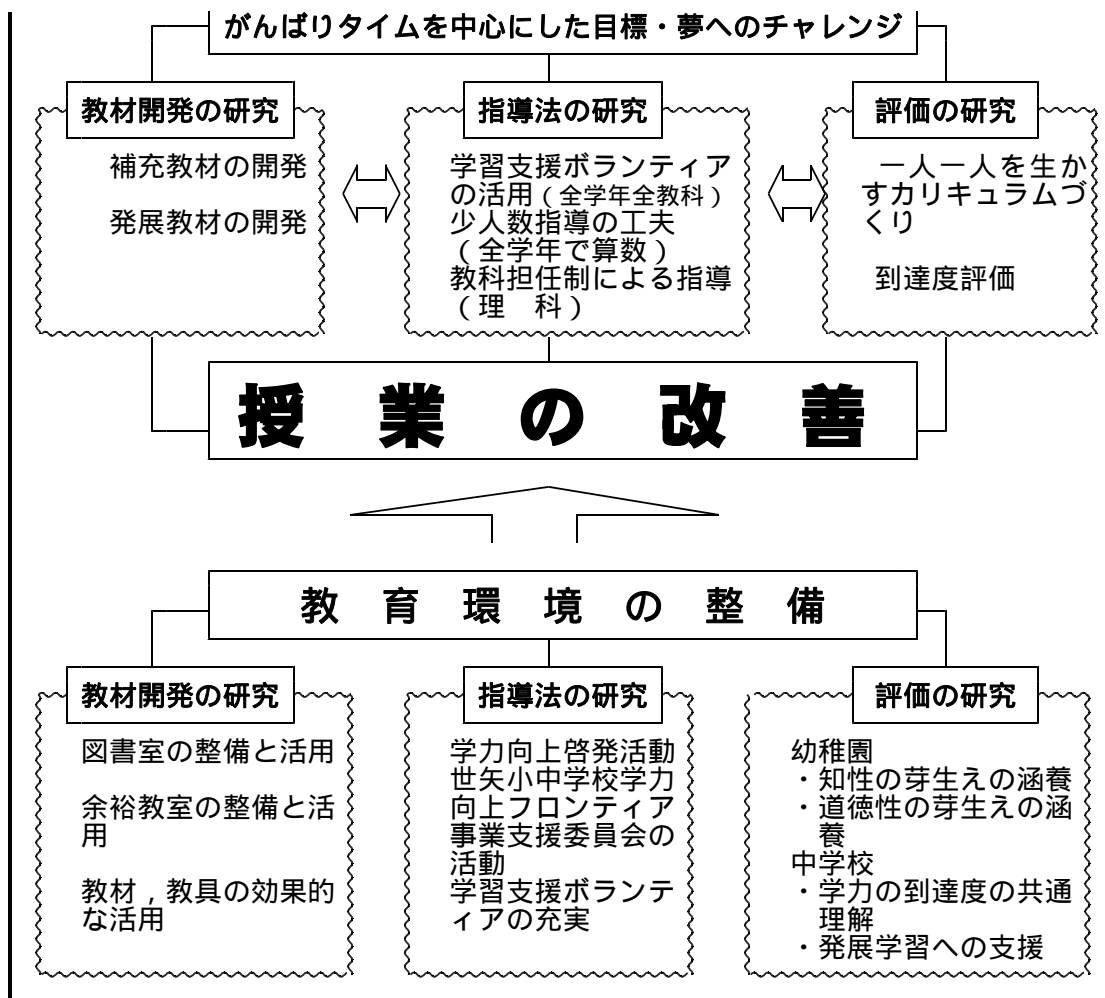 がんばりタイムを中心にした目標・夢へのチャレンジ
教材開発の研究
補充教材の開発
発展教材の開発
指導法の研究
学習支援ボランティア
の活用(全学年全教科)
少人数指導の工夫
(全学年で算数)
教科担任制による指導
(理　科)
評価の研究
一人一人を生か
すカリキュラムづ
くり
到達度評価
授　業　の　改　善
教　育　環　境　の　整　備
教材開発の研究
図書室の整備と活用
余裕教室の整備と活
用
教材,教具の効果的
な活用
指導法の研究
学力向上啓発活動
世矢小中学校学力
向上フロンティア
事業支援委員会の
活動
学習支援ボランテ
ィアの充実
評価の研究
幼稚園
・知性の芽生えの涵養
・道徳性の芽生えの涵
養
中学校
・学力の到達度の共通
理解
・発展学習への支援